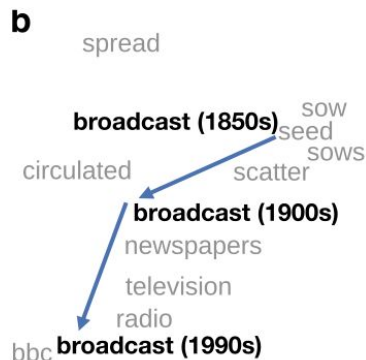 b
spread
sow
broadcast (1850s)
seed
sows
circulated
scatter
broadcast (1900s)
newspapers
television
radio
bbc
broadcast (1990s)